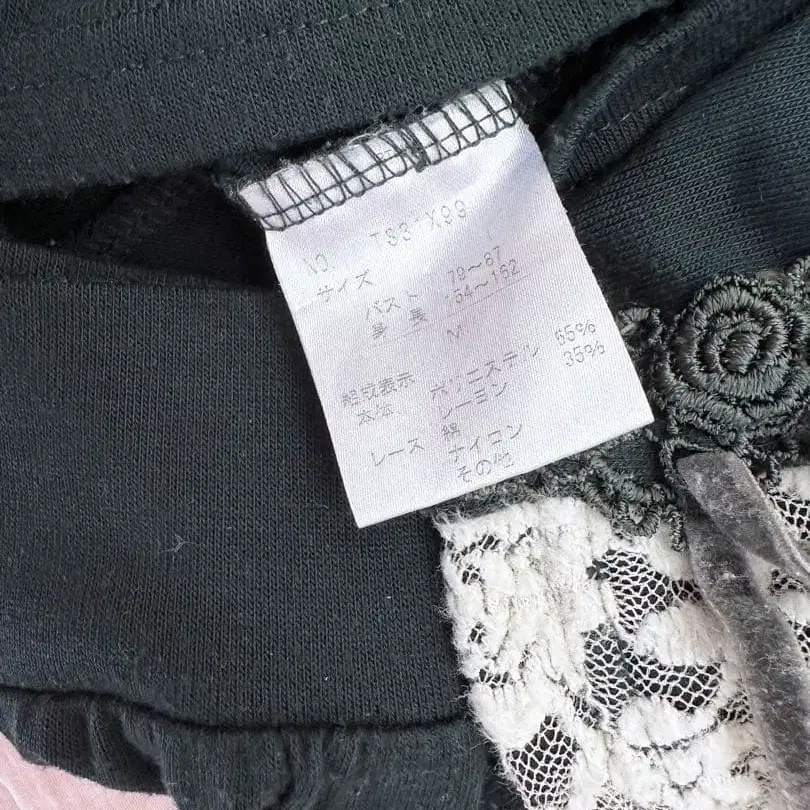 NO. TS31X99
サイズ
バスト 79~87
身長 154~162
M
組成表示
本体 ポリエステル 65%
レーヨン 35%
レース 綿
ナイロン
その他